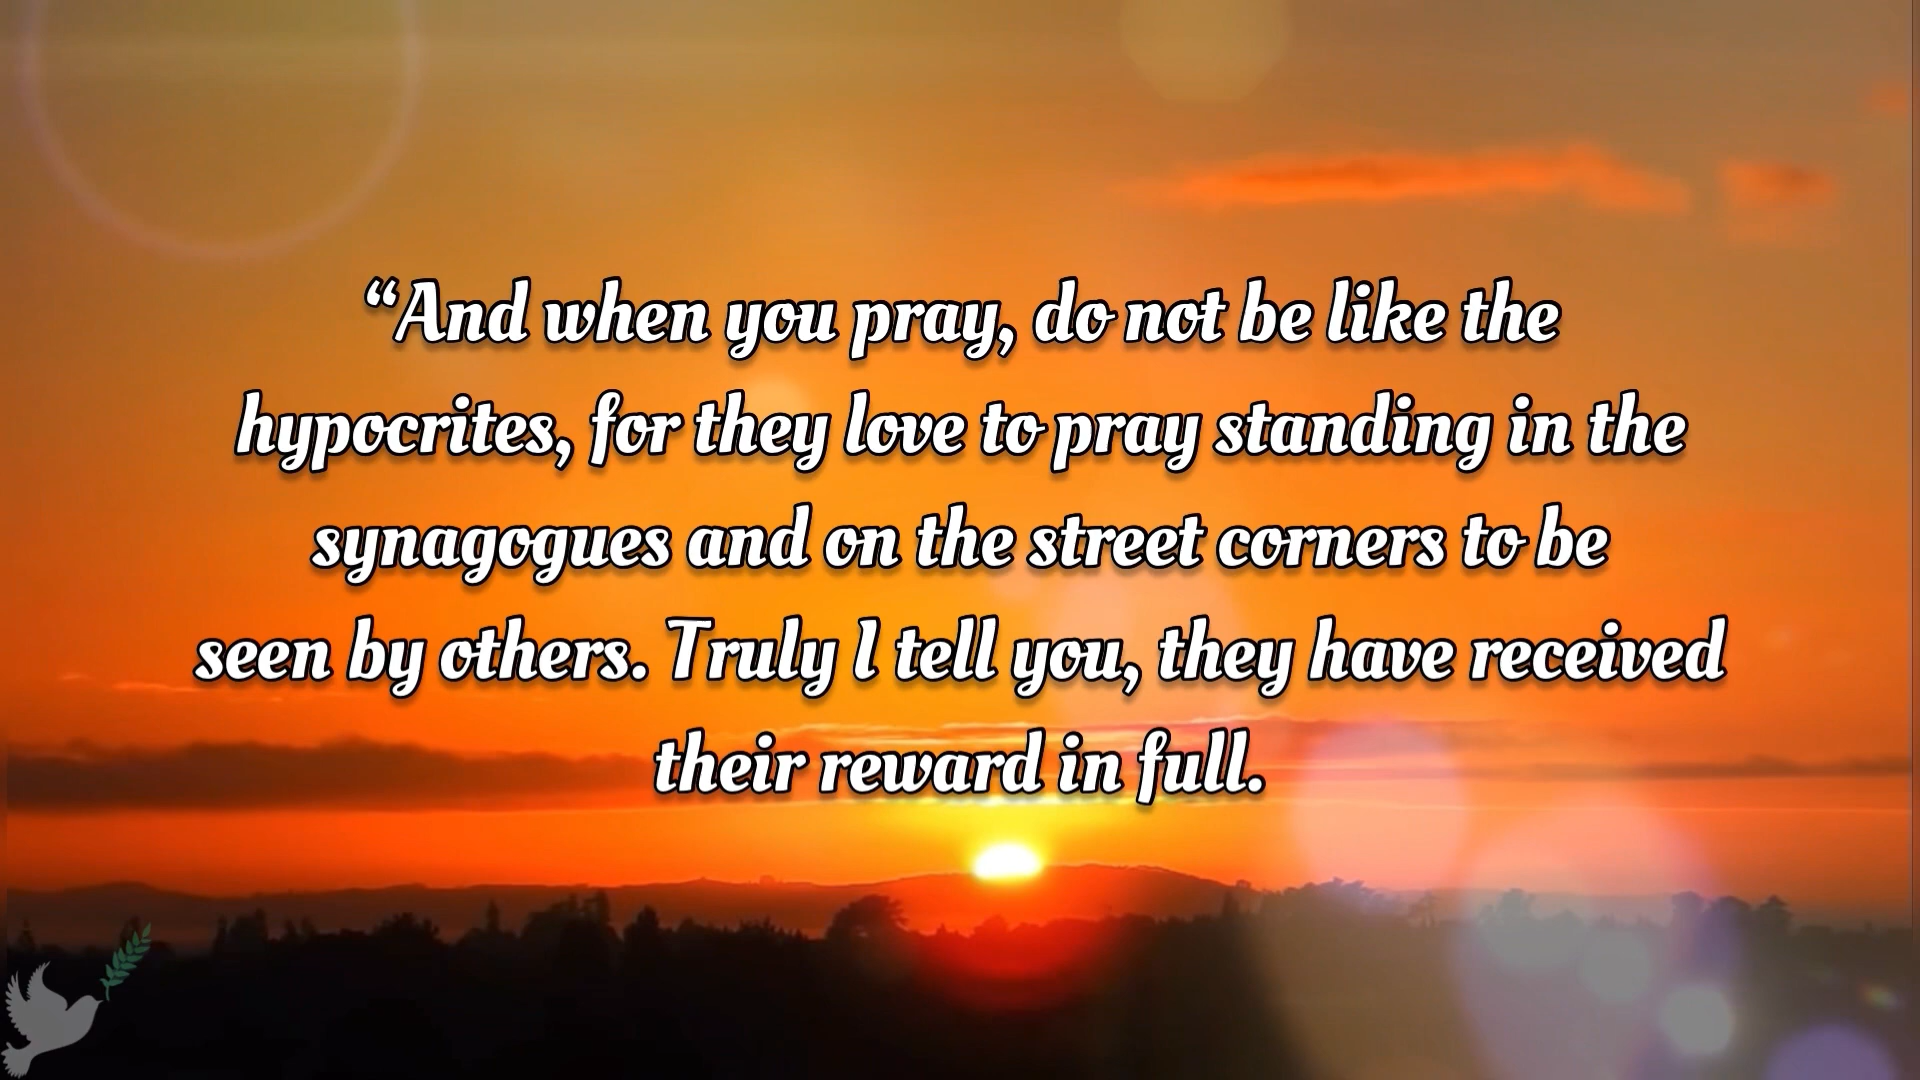 “And when you pray, do not be like the
hypocrites, for they love to pray standing in the
synagogues and on the street corners to be
seen by others. Truly I tell you, they have received
their reward in full.